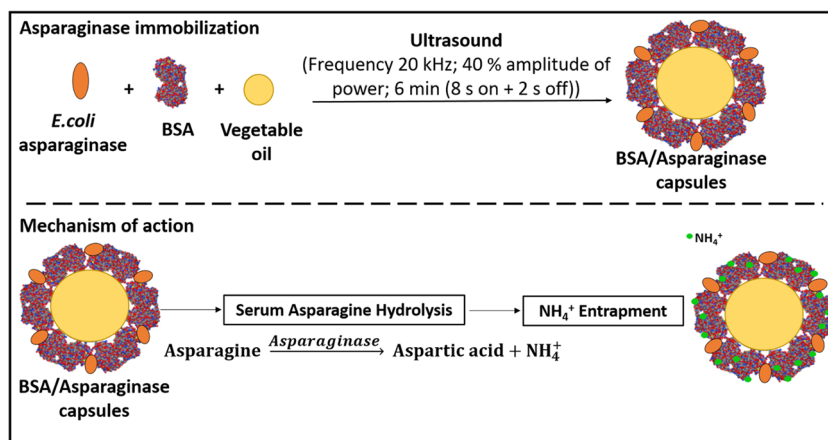 Asparaginase immobilization
Ultrasound
(Frequency 20 kHz; 40 % amplitude of
power; 6 min (8 s on + 2 s off))
+ +
E.coli
asparaginase
BSA
Vegetable
oil
BSA/Asparaginase
capsules
Mechanism of action
NH₄⁺
Serum Asparagine Hydrolysis
NH₄⁺ Entrapment
Asparagine Asparaginase Aspartic acid + NH₄⁺
BSA/Asparaginase
capsules